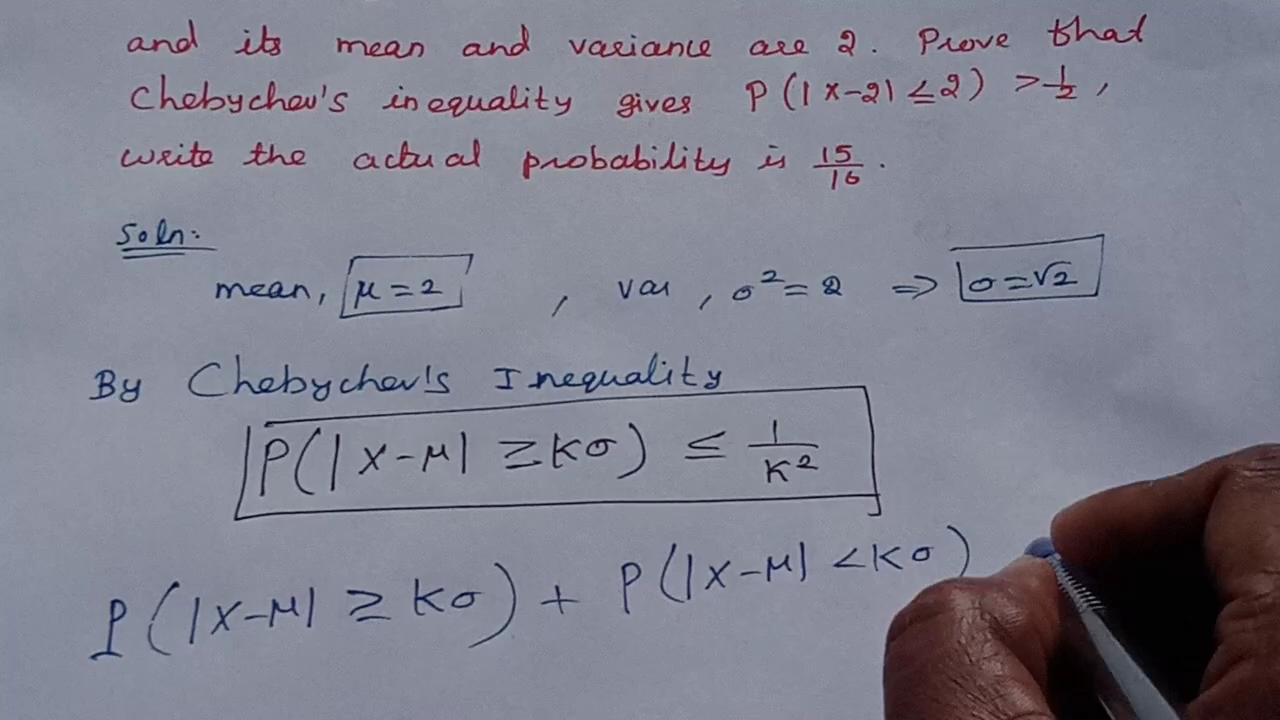 and its mean and variance are 2. Prove that
Chebychev's inequality gives P(|X-2| ≤2) > 1/2,
write the actual probability is 15/16.
Soln:
mean, μ=2 , var, σ²=2 ⇒ σ=√2
By Chebychev's Inequality
P(|X-μ| ≥kσ) ≤ 1/k²
P(|X-μ| ≥ kσ) + P(|X-μ| <kσ)